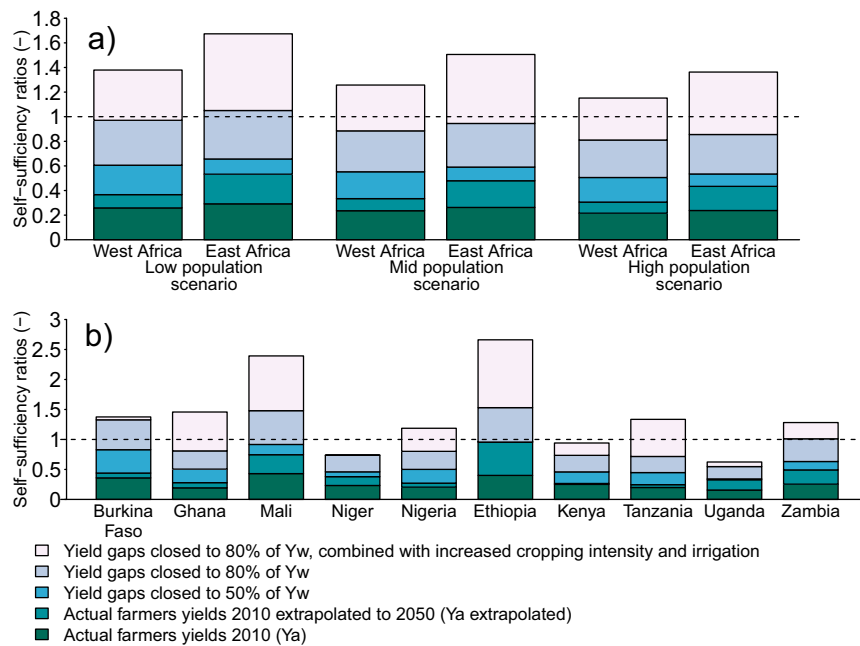 a)
Self-sufficiency ratios (−)
1.8
1.6
1.4
1.2
1
0.8
0.6
0.4
0.2
0
West Africa East Africa West Africa East Africa West Africa East Africa
Low population Mid population High population
scenario scenario scenario
b)
Self-sufficiency ratios (−)
3
2.5
2
1.5
1
0.5
0
Burkina Ghana Mali Niger Nigeria Ethiopia Kenya Tanzania Uganda Zambia
Faso
Yield gaps closed to 80% of Yw, combined with increased cropping intensity and irrigation
Yield gaps closed to 80% of Yw
Yield gaps closed to 50% of Yw
Actual farmers yields 2010 extrapolated to 2050 (Ya extrapolated)
Actual farmers yields 2010 (Ya)